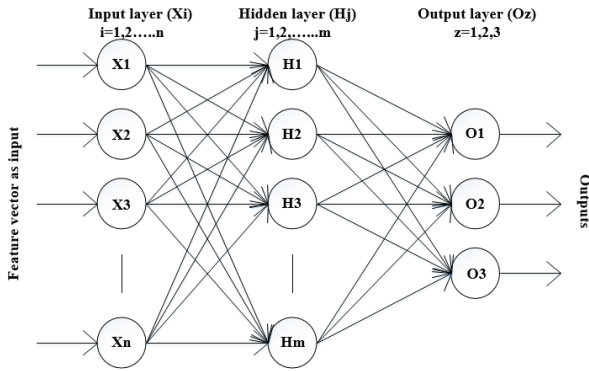 Input layer (Xi)
i=1,2…..n
Hidden layer (Hj)
j=1,2,…...m
Output layer (Oz)
z=1,2,3
Feature vector as input
X1
X2
X3
Xn
H1
H2
H3
Hm
O1
O2
O3
Outputs